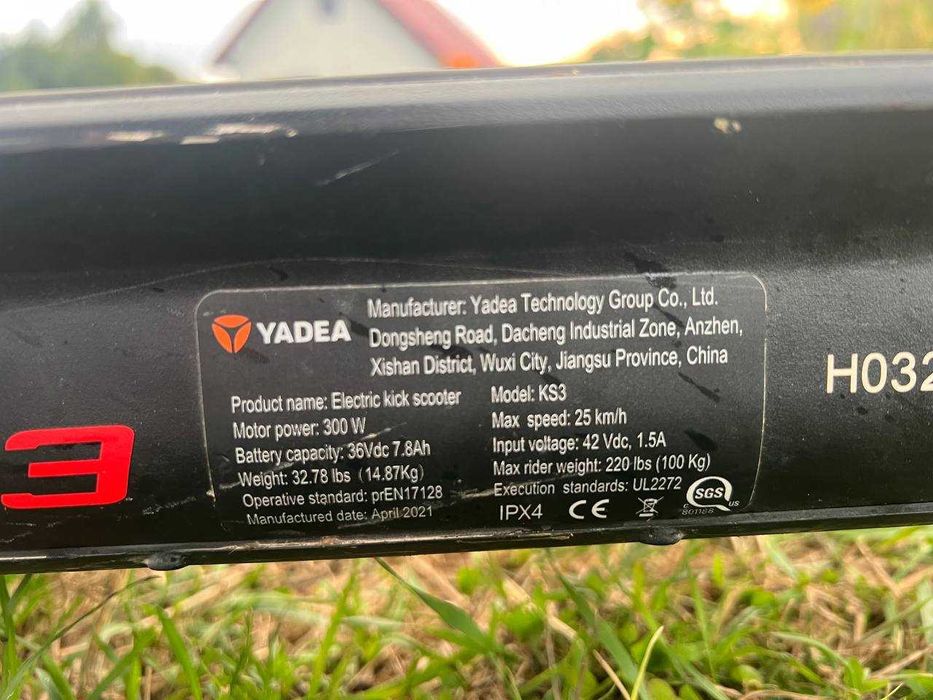 YADEA
Manufacturer: Yadea Technology Group Co., Ltd.
Dongsheng Road, Dacheng Industrial Zone, Anzhen,
Xishan District, Wuxi City, Jiangsu Province, China
Product name: Electric kick scooter
Motor power: 300 W
Battery capacity: 36Vdc 7.8Ah
Weight: 32.78 lbs (14.87Kg)
Operative standard: prEN17128
Manufactured date: April 2021
Model: KS3
Max speed: 25 km/h
Input voltage: 42 Vdc, 1.5A
Max rider weight: 220 lbs (100 Kg)
Execution standards: UL2272
IPX4 CE
c SGS US
801188
3
H032